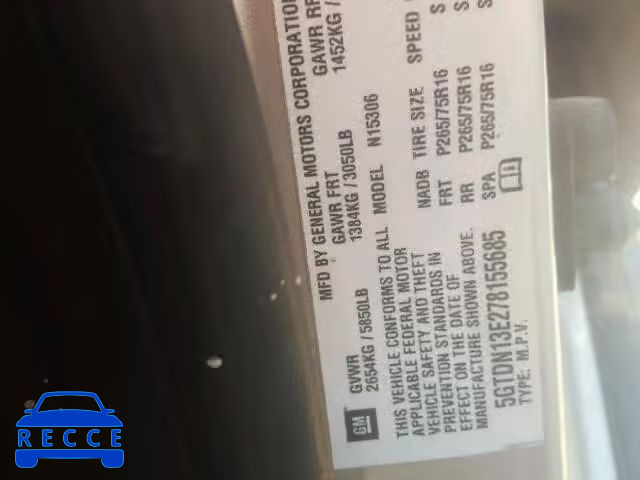 MFD BY GENERAL MOTORS CORPORATION
GVWR GAWR FRT GAWR RR
2654KG / 5850LB 1384KG / 3050LB 1452KG /
GM
THIS VEHICLE CONFORMS TO ALL
APPLICABLE FEDERAL MOTOR
VEHICLE SAFETY AND THEFT
PREVENTION STANDARDS IN
EFFECT ON THE DATE OF
MANUFACTURE SHOWN ABOVE.
5GTDN13E278155685
TYPE: M.P.V.
MODEL N15306
NADB TIRE SIZE SPEED
FRT P265/75R16 S
RR P265/75R16 S
SPA P265/75R16 S
RECCE